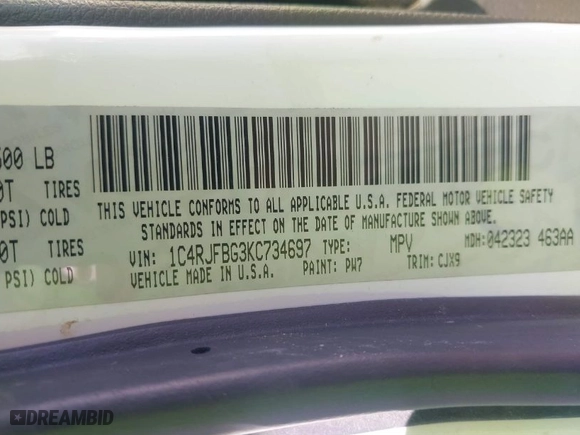 500 LB
0T TIRES
PSI) COLD
0T TIRES
PSI) COLD
THIS VEHICLE CONFORMS TO ALL APPLICABLE U.S.A. FEDERAL MOTOR VEHICLE SAFETY
STANDARDS IN EFFECT ON THE DATE OF MANUFACTURE SHOWN ABOVE.
VIN: 1C4RJFBG3KC734697 TYPE: MPV MDH: 042323 463AA
VEHICLE MADE IN U.S.A. PAINT: PW7 TRIM: CJX9
DREAMBID